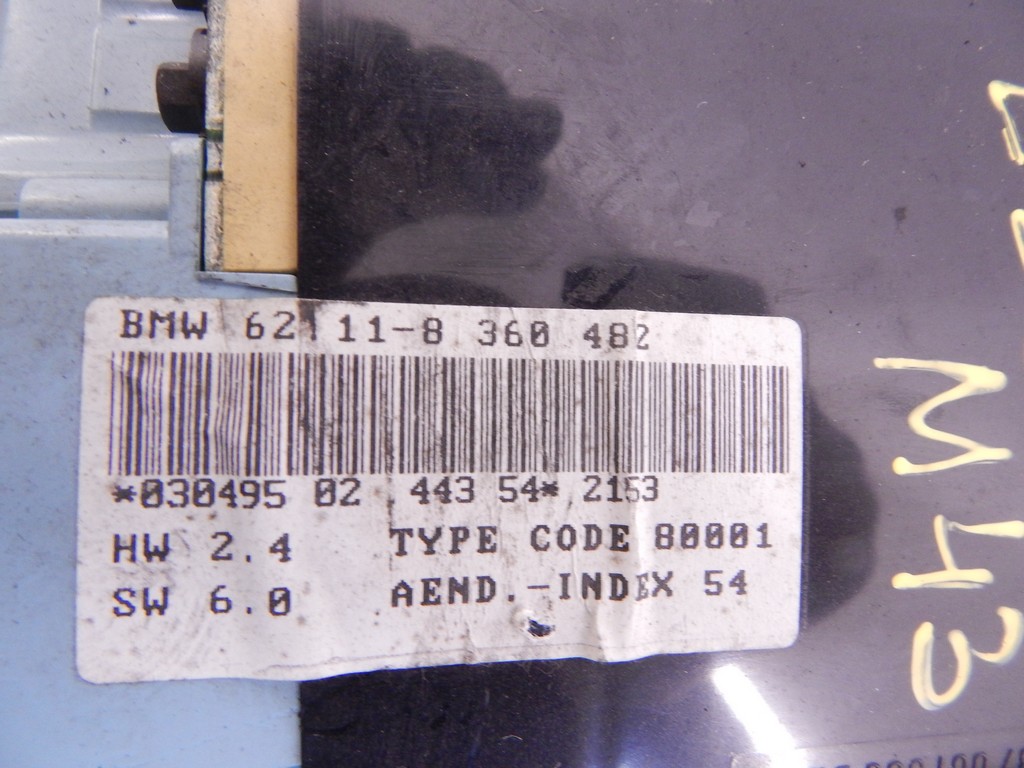 BMW 62.11-8 360 482
*030495 02 443 54* 2153
HW 2.4 TYPE CODE 80001
SW 6.0 AEND.-INDEX 54